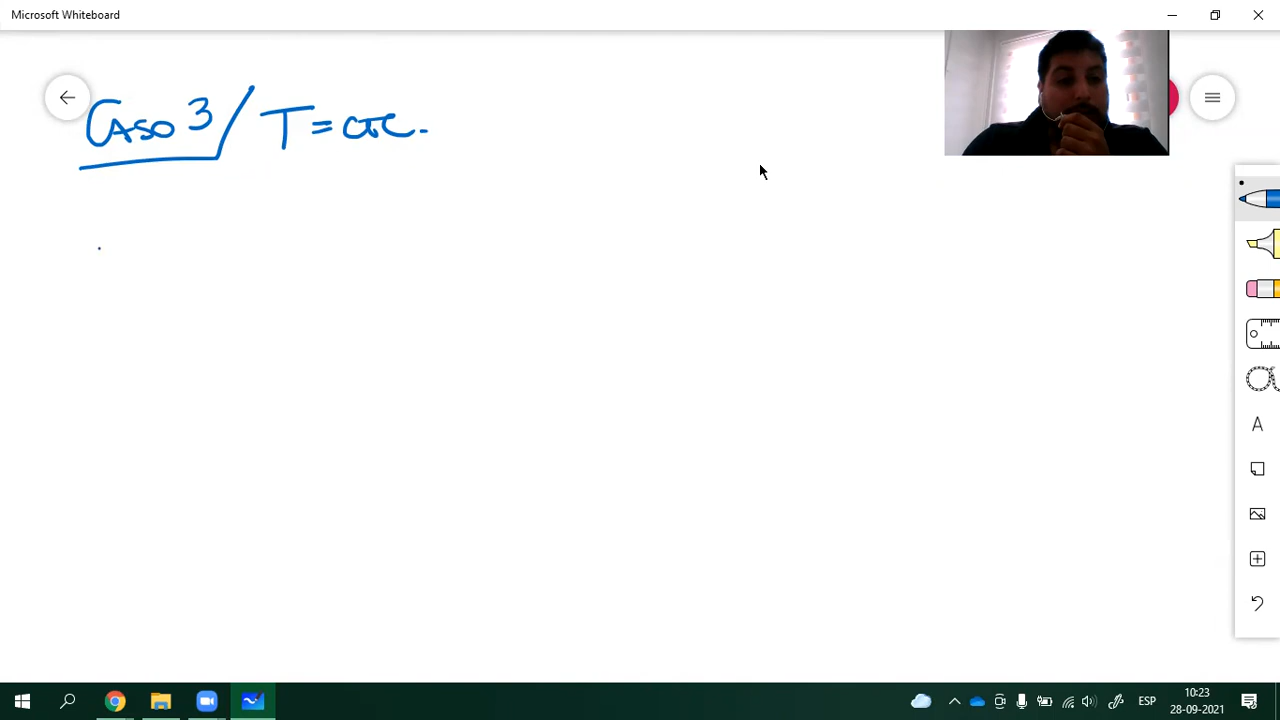 Microsoft Whiteboard
CASO 3 / T = cte.
A
ESP
10:23
28-09-2021